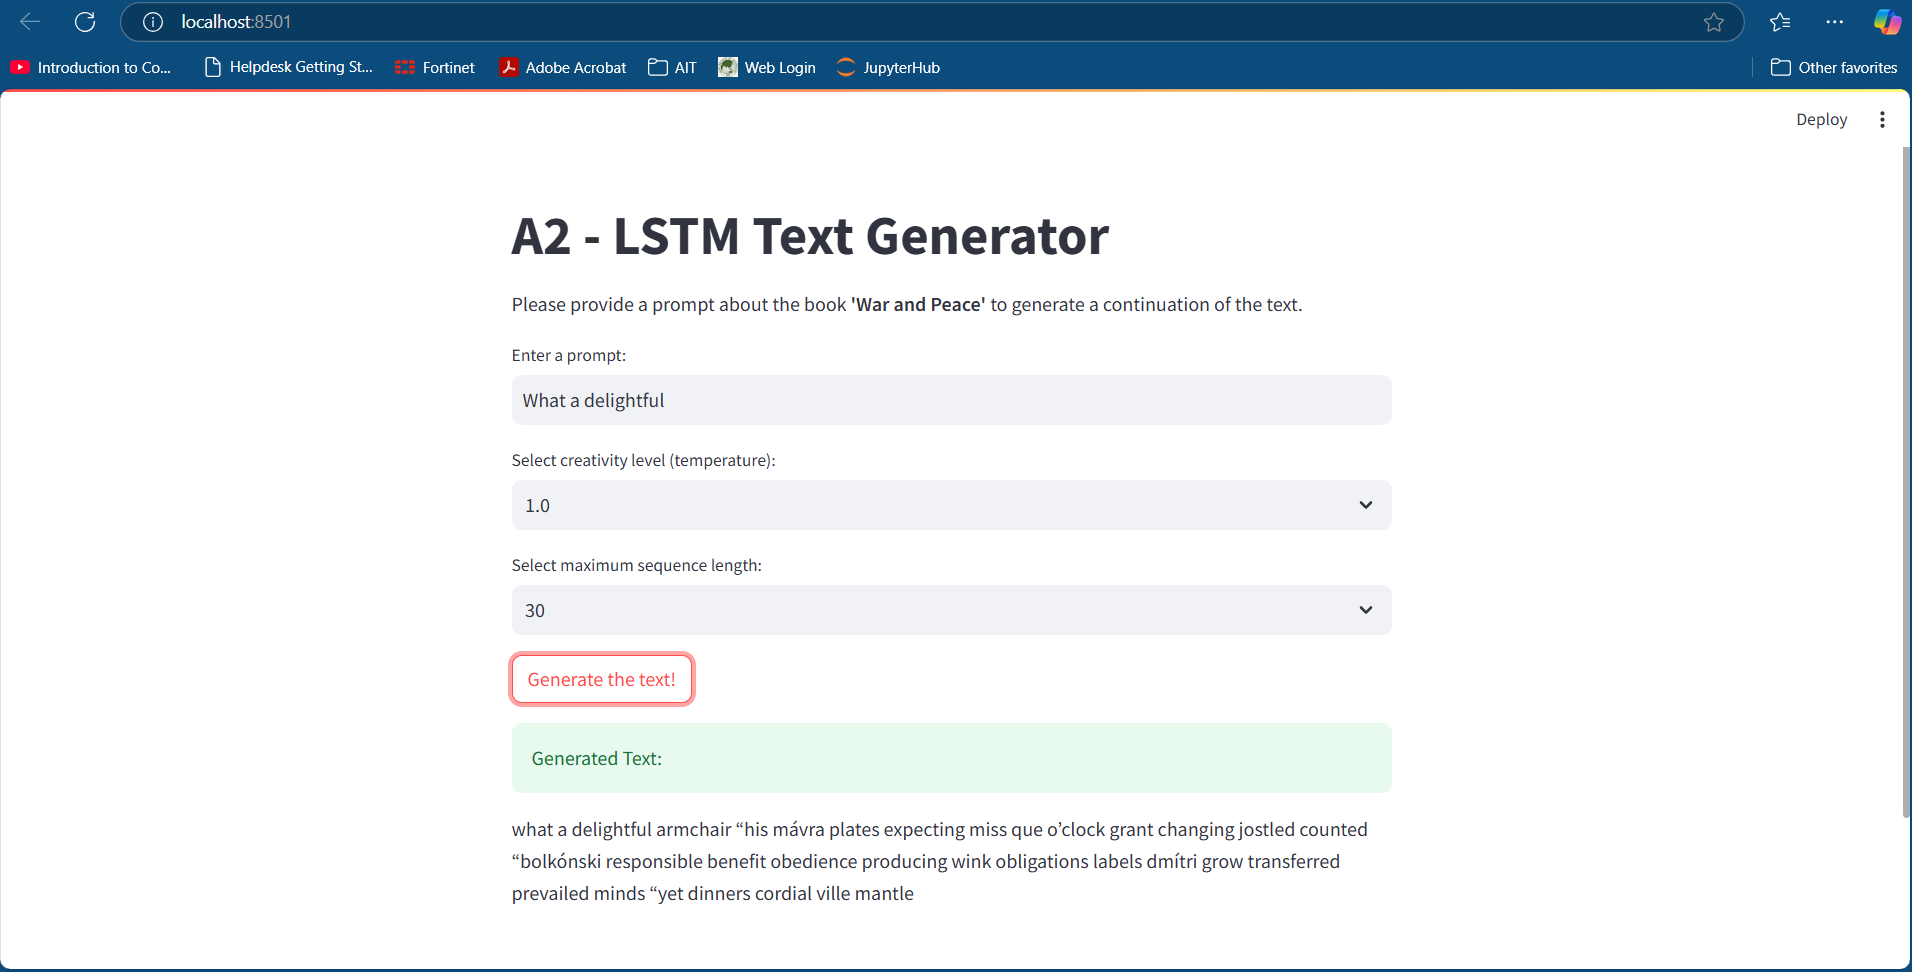 localhost:8501
Introduction to Co... Helpdesk Getting St... Fortinet Adobe Acrobat AIT Web Login JupyterHub Other favorites
Deploy
A2 - LSTM Text Generator
Please provide a prompt about the book 'War and Peace' to generate a continuation of the text.
Enter a prompt:
What a delightful
Select creativity level (temperature):
1.0
Select maximum sequence length:
30
Generate the text!
Generated Text:
what a delightful armchair “his mávra plates expecting miss que o’clock grant changing jostled counted
“bolkónski responsible benefit obedience producing wink obligations labels dmítri grow transferred
prevailed minds “yet dinners cordial ville mantle